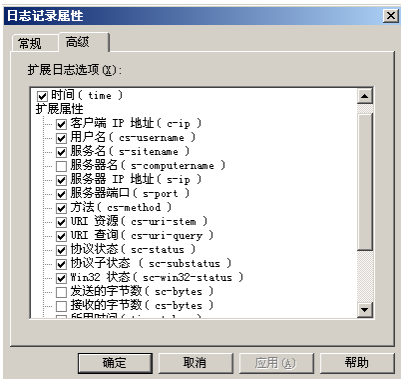 日志记录属性
常规 高级
扩展日志选项(X):
时间( time )
扩展属性
客户端 IP 地址( c-ip )
用户名( cs-username )
服务名( s-sitename )
服务器名( s-computername )
服务器 IP 地址( s-ip )
服务器端口( s-port )
方法( cs-method )
URI 资源( cs-uri-stem )
URI 查询( cs-uri-query )
协议状态( sc-status )
协议子状态 ( sc-substatus )
Win32 状态( sc-win32-status )
发送的字节数( sc-bytes )
接收的字节数( cs-bytes )
确定 取消 应用(A) 帮助